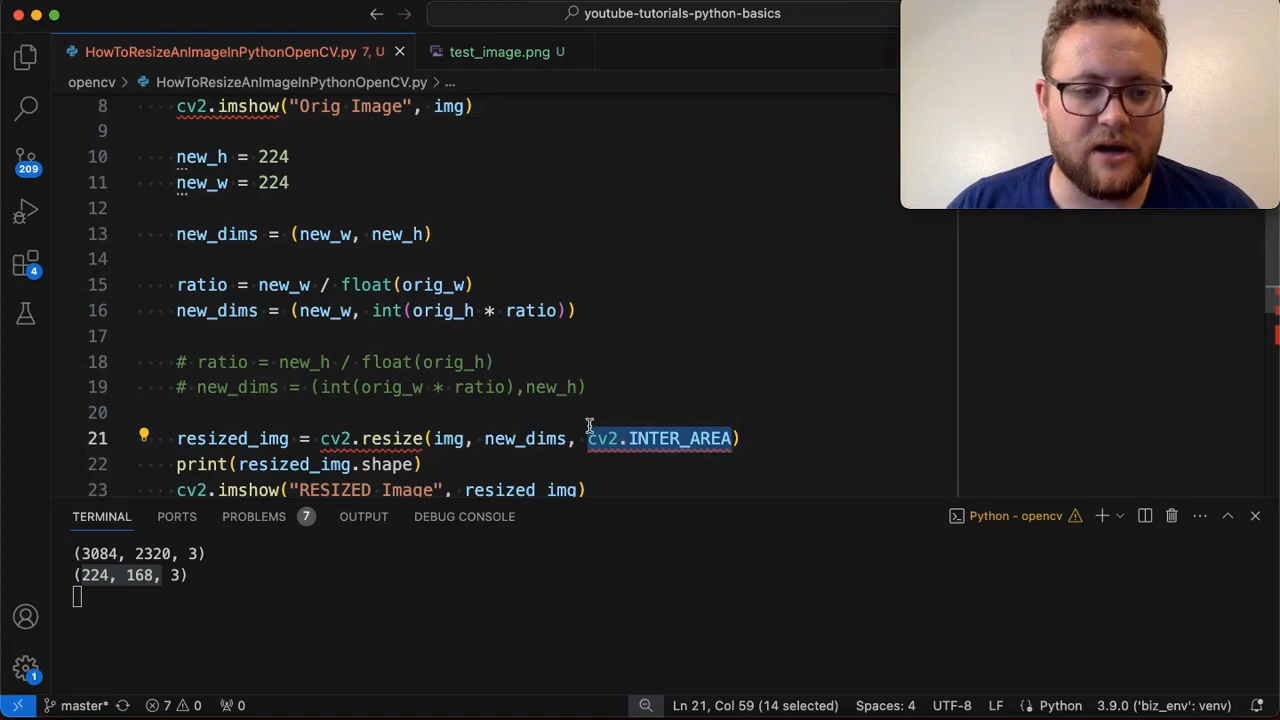 youtube-tutorials-python-basics
HowToResizeAnImageInPythonOpenCV.py 7, U
test_image.png U
opencv > HowToResizeAnImageInPythonOpenCV.py > ...
8 cv2.imshow("Orig Image", img)
9
10 new_h = 224
11 new_w = 224
12
13 new_dims = (new_w, new_h)
14
15 ratio = new_w / float(orig_w)
16 new_dims = (new_w, int(orig_h * ratio))
17
18 # ratio = new_h / float(orig_h)
19 # new_dims = (int(orig_w * ratio),new_h)
20
21 resized_img = cv2.resize(img, new_dims, cv2.INTER_AREA)
22 print(resized_img.shape)
23 cv2.imshow("RESIZED Image", resized_img)
209
4
1
TERMINAL PORTS PROBLEMS 7 OUTPUT DEBUG CONSOLE Python - opencv
(3084, 2320, 3)
(224, 168, 3)
master* 7 0 0 Ln 21, Col 59 (14 selected) Spaces: 4 UTF-8 LF Python 3.9.0 ('biz_env': venv)